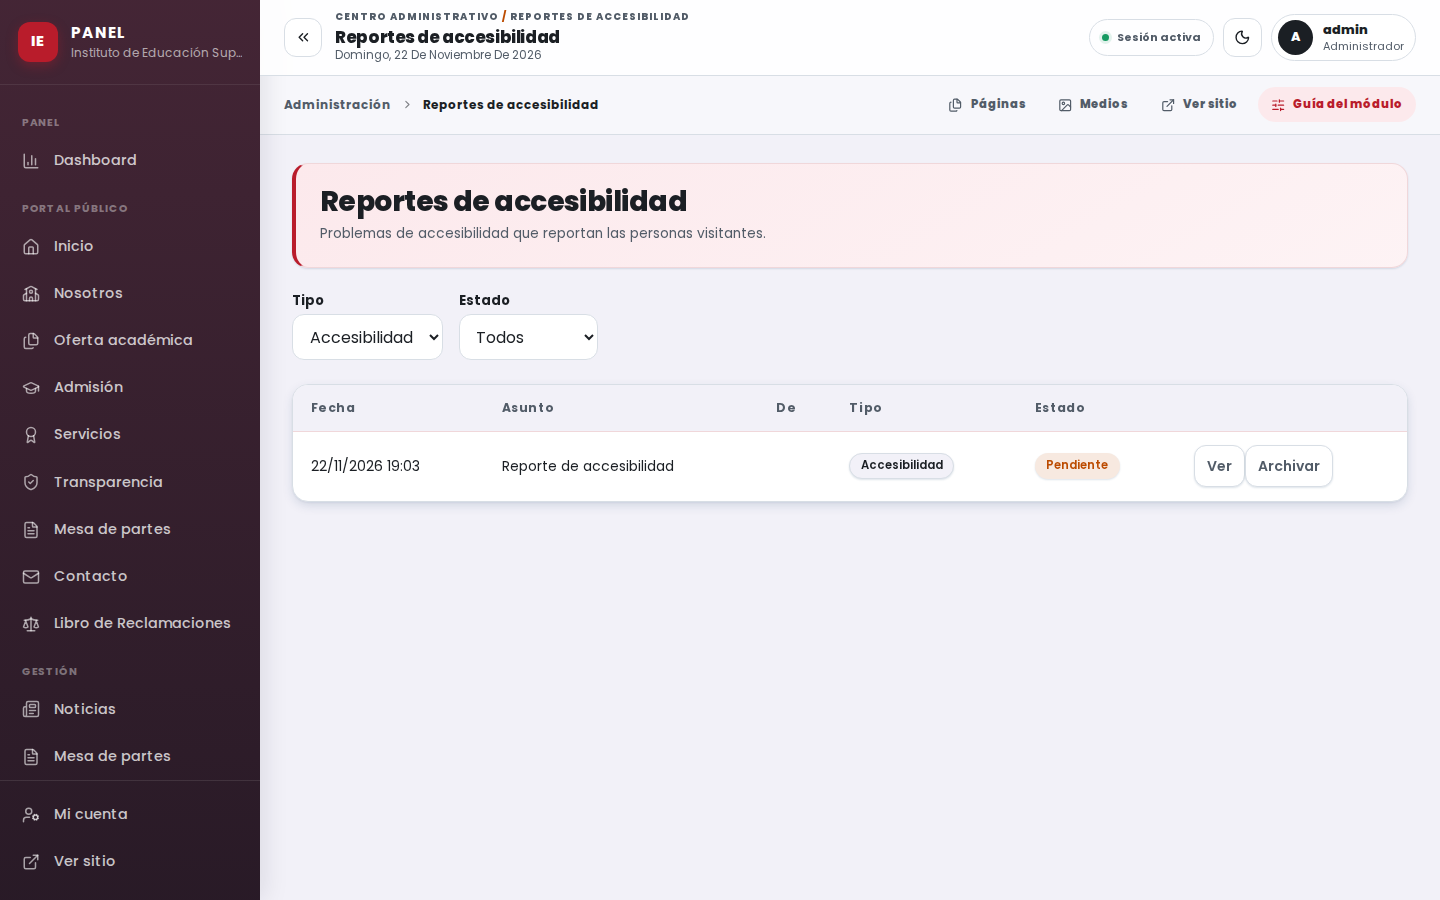 IE
PANEL
Instituto de Educación Sup...
PANEL
Dashboard
PORTAL PÚBLICO
Inicio
Nosotros
Oferta académica
Admisión
Servicios
Transparencia
Mesa de partes
Contacto
Libro de Reclamaciones
GESTIÓN
Noticias
Mesa de partes
Mi cuenta
Ver sitio
CENTRO ADMINISTRATIVO / REPORTES DE ACCESIBILIDAD
Reportes de accesibilidad
Domingo, 22 De Noviembre De 2026
Sesión activa
A
admin
Administrador
Administración > Reportes de accesibilidad
Páginas
Medios
Ver sitio
Guía del módulo
Reportes de accesibilidad
Problemas de accesibilidad que reportan las personas visitantes.
Tipo Estado
Accesibilidad Todos
Fecha Asunto De Tipo Estado
22/11/2026 19:03 Reporte de accesibilidad Accesibilidad Pendiente Ver Archivar